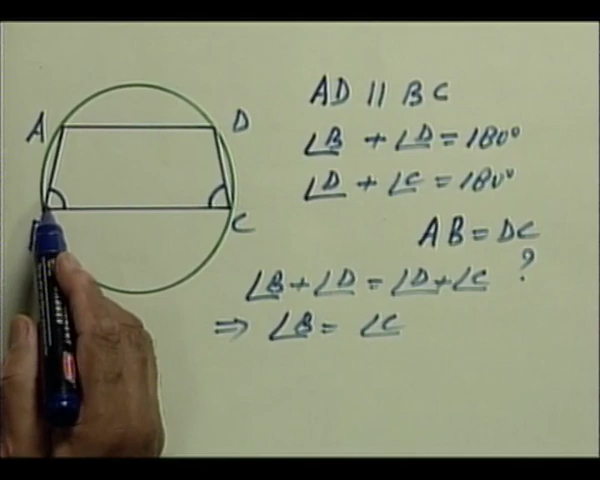 A D
C
AD || BC
∠B + ∠D = 180°
∠D + ∠C = 180°
AB = DC
?
∠B + ∠D = ∠D + ∠C
⇒ ∠B = ∠C